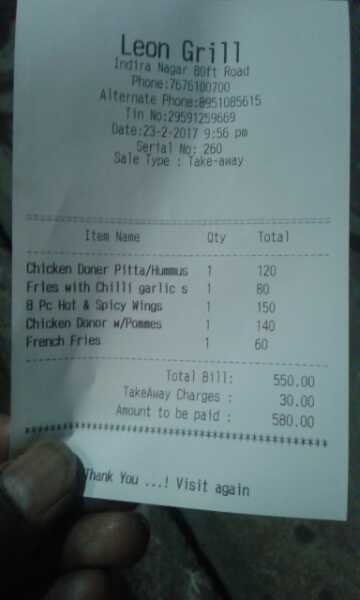 Leon Grill
Indira Nagar 80ft Road
Phone:7676100700
Alternate Phone:8951085615
Tin No:29591259669
Date:23-2-2017 9:56 pm
Serial No: 260
Sale Type : Take-away
Item Name Qty Total
Chicken Doner Pitta/Hummus 1 120
Fries with Chilli garlic s 1 80
8 Pc Hot & Spicy Wings 1 150
Chicken Donor w/Pommes 1 140
French Fries 1 60
Total Bill: 550.00
TakeAway Charges : 30.00
Amount to be paid : 580.00
Thank You ...! Visit again